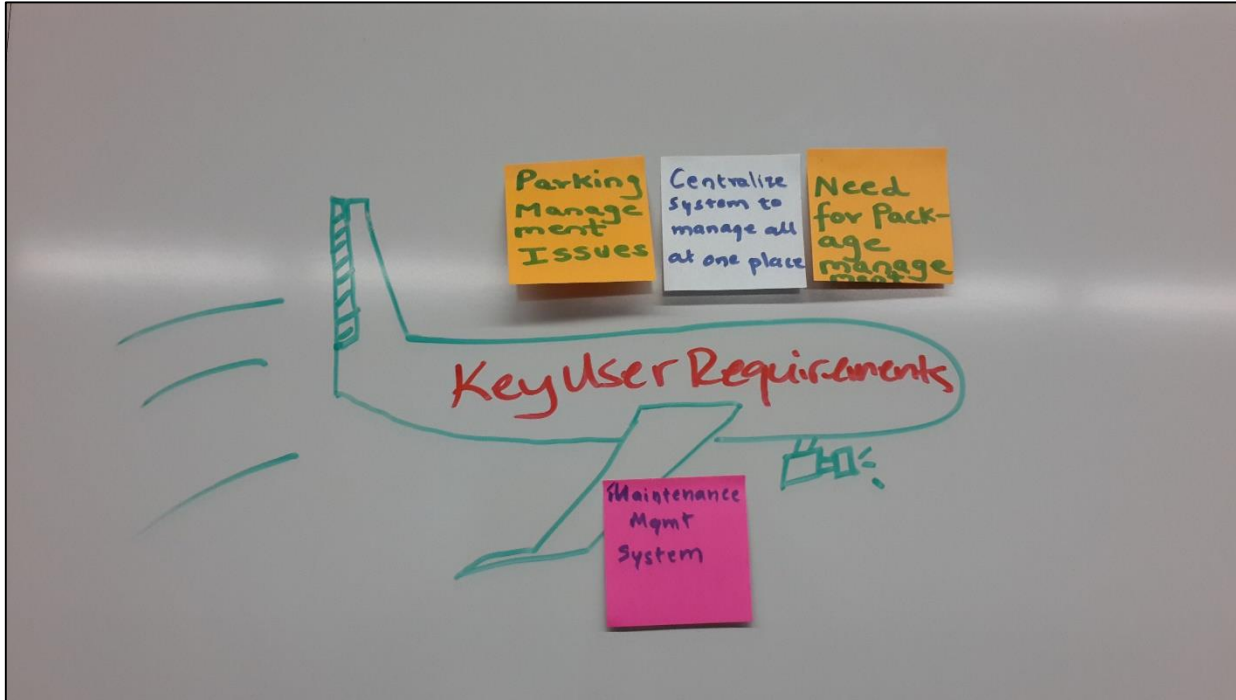 Parking
Manage
ment
Issues
Centralize
System to
manage all
at one place
Need
for Pack-
age
manage
ment
Key User Requirements
Maintenance
Mgmt
System